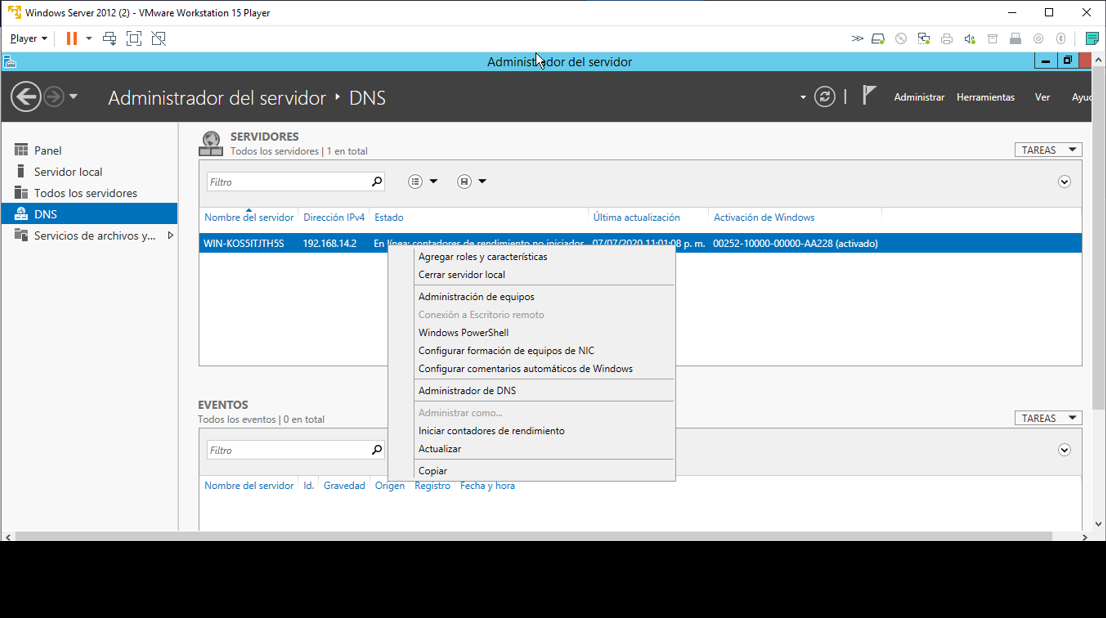 Windows Server 2012 (2) - VMware Workstation 15 Player
Player
Administrador del servidor
Administrador del servidor DNS
Administrar Herramientas Ver
Panel
Servidor local
Todos los servidores
DNS
Servicios de archivos y...
SERVIDORES
Todos los servidores | 1 en total
TAREAS
Filtro
Nombre del servidor Dirección IPv4 Estado Última actualización Activación de Windows
WIN-KOS5ITJTH5S 192.168.14.2 En línea: contadores de rendimiento no iniciados 07/07/2020 11:01:08 p. m. 00252-10000-00000-AA228 (activado)
Agregar roles y características
Cerrar servidor local
Administración de equipos
Conexión a Escritorio remoto
Windows PowerShell
Configurar formación de equipos de NIC
Configurar comentarios automáticos de Windows
Administrador de DNS
Administrar como...
Iniciar contadores de rendimiento
Actualizar
Copiar
EVENTOS
Todos los eventos | 0 en total
TAREAS
Filtro
Nombre del servidor Id. Gravedad Origen Registro Fecha y hora